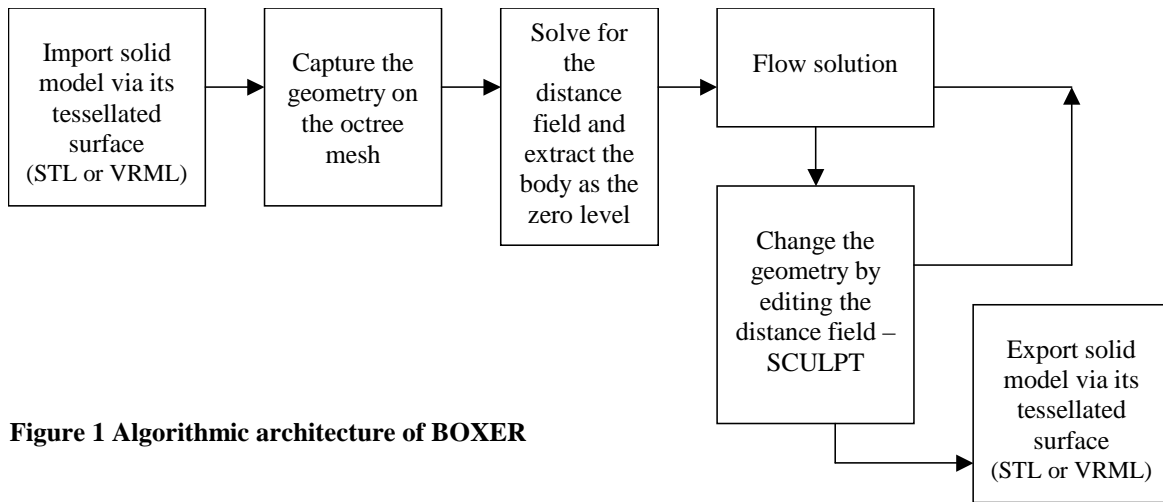 Import solid
model via its
tessellated
surface
(STL or VRML)
Capture the
geometry on
the octree
mesh
Solve for
the
distance
field and
extract the
body as the
zero level
Flow solution
Change the
geometry by
editing the
distance field –
SCULPT
Export solid
model via its
tessellated
surface
(STL or VRML)
Figure 1 Algorithmic architecture of BOXER